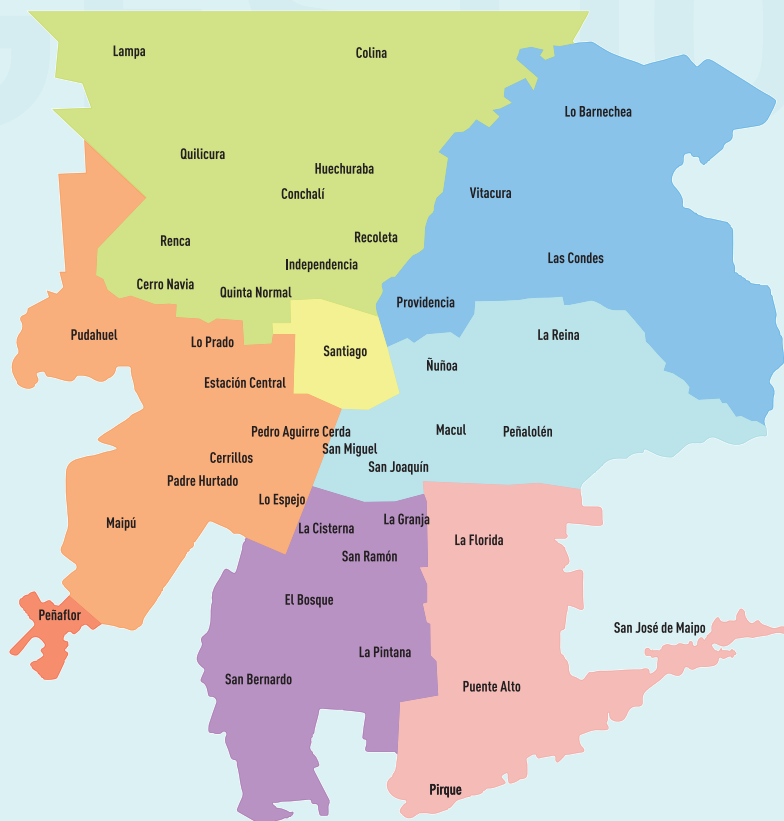 Lampa
Colina
Lo Barnechea
Quilicura
Huechuraba
Conchalí
Vitacura
Renca
Recoleta
Las Condes
Independencia
Cerro Navia
Quinta Normal
Providencia
Pudahuel
Lo Prado
Santiago
La Reina
Ñuñoa
Estación Central
Pedro Aguirre Cerda
Macul
Peñalolén
San Miguel
Cerrillos
San Joaquín
Padre Hurtado
Lo Espejo
Maipú
La Cisterna
La Granja
La Florida
San Ramón
El Bosque
Peñaflor
San José de Maipo
La Pintana
San Bernardo
Puente Alto
Pirque